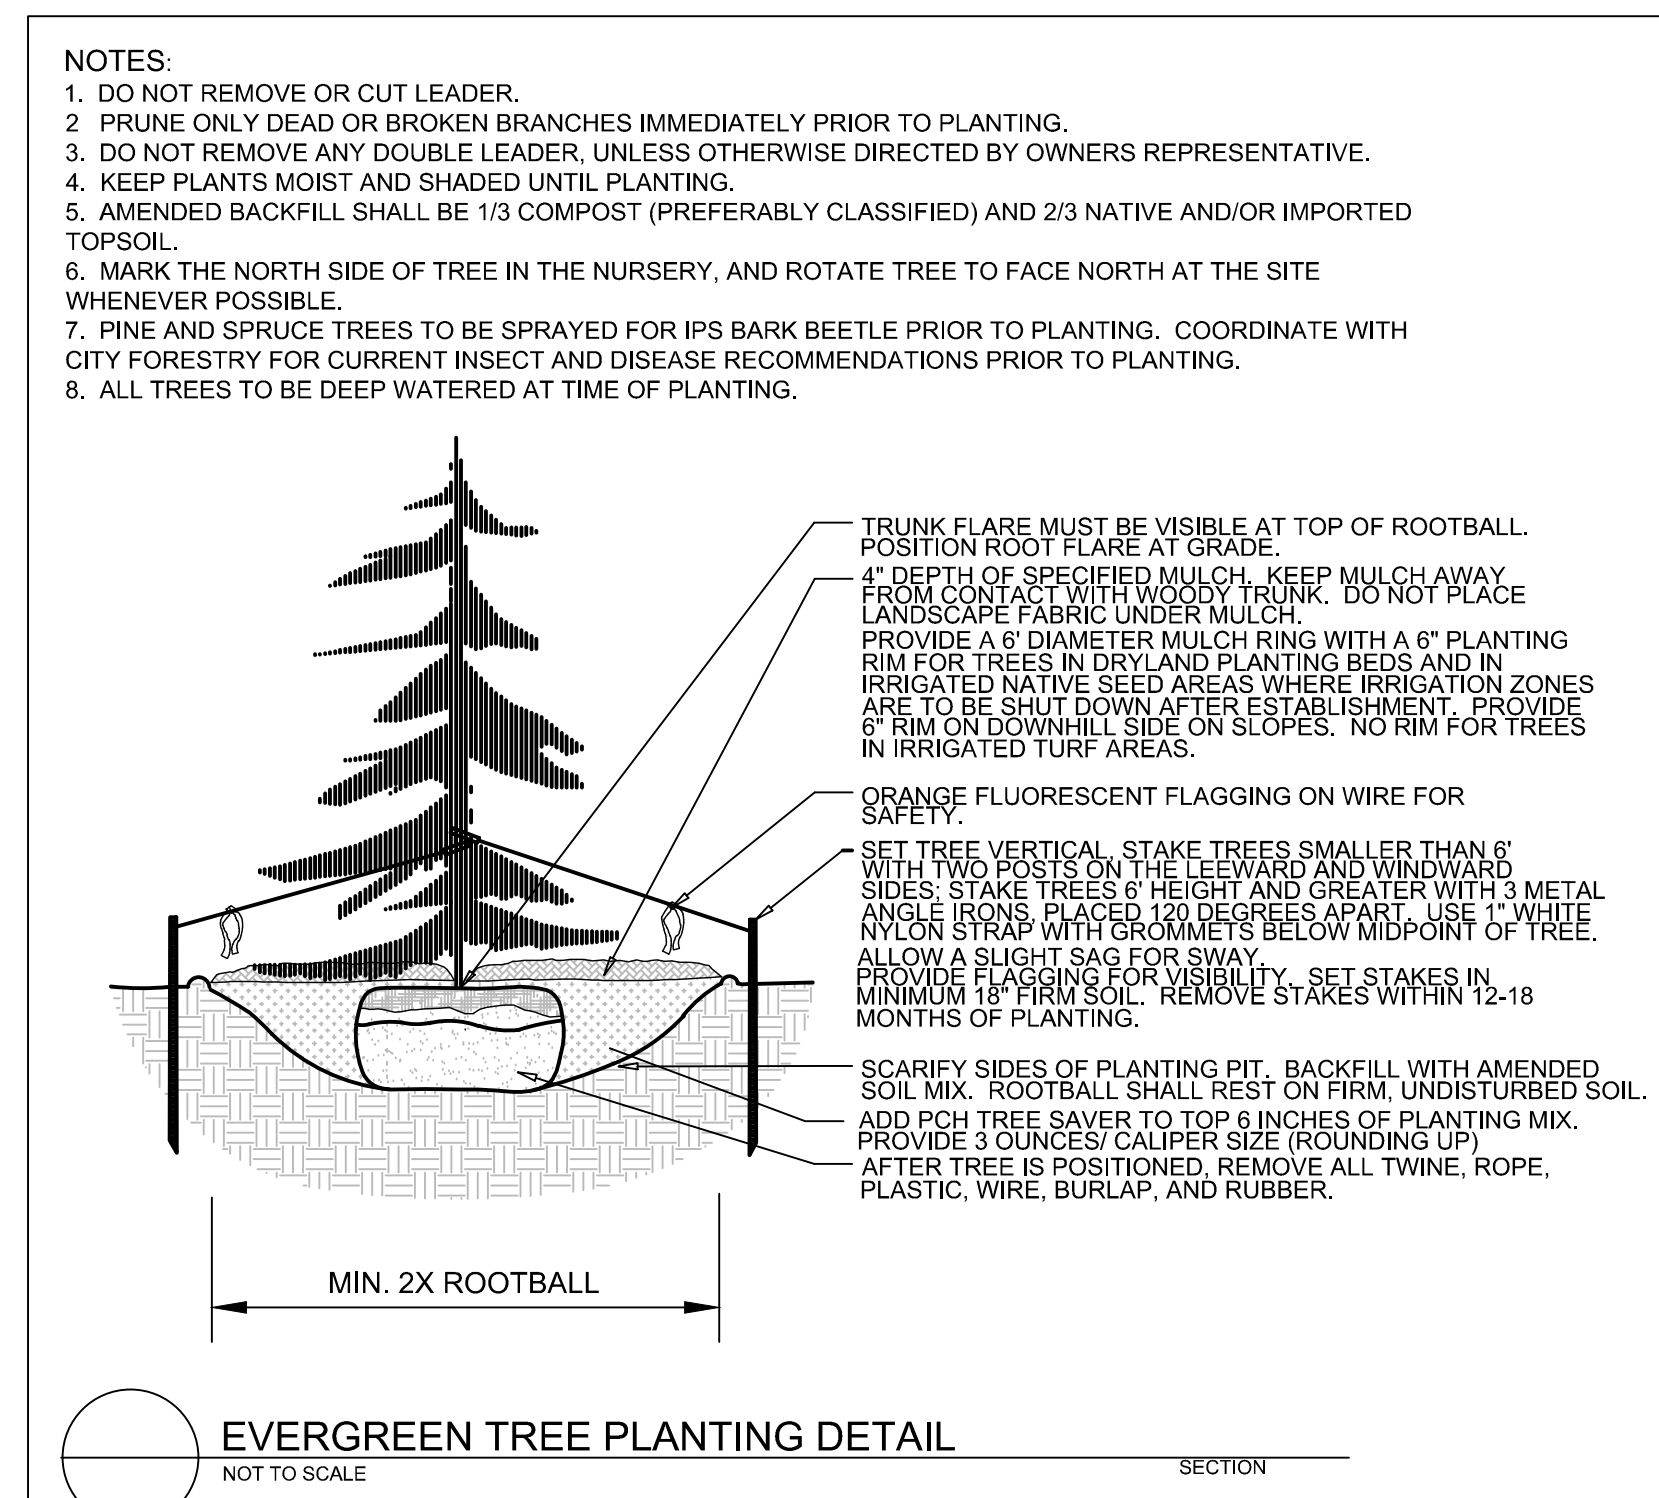 NOTES:
1. DO NOT REMOVE OR CUT LEADER.
2 PRUNE ONLY DEAD OR BROKEN BRANCHES IMMEDIATELY PRIOR TO PLANTING.
3. DO NOT REMOVE ANY DOUBLE LEADER, UNLESS OTHERWISE DIRECTED BY OWNERS REPRESENTATIVE.
4. KEEP PLANTS MOIST AND SHADED UNTIL PLANTING.
5. AMENDED BACKFILL SHALL BE 1/3 COMPOST (PREFERABLY CLASSIFIED) AND 2/3 NATIVE AND/OR IMPORTED
TOPSOIL.
6. MARK THE NORTH SIDE OF TREE IN THE NURSERY, AND ROTATE TREE TO FACE NORTH AT THE SITE
WHENEVER POSSIBLE.
7. PINE AND SPRUCE TREES TO BE SPRAYED FOR IPS BARK BEETLE PRIOR TO PLANTING. COORDINATE WITH
CITY FORESTRY FOR CURRENT INSECT AND DISEASE RECOMMENDATIONS PRIOR TO PLANTING.
8. ALL TREES TO BE DEEP WATERED AT TIME OF PLANTING.
TRUNK FLARE MUST BE VISIBLE AT TOP OF ROOTBALL.
POSITION ROOT FLARE AT GRADE.
4" DEPTH OF SPECIFIED MULCH. KEEP MULCH AWAY
FROM CONTACT WITH WOODY TRUNK. DO NOT PLACE
LANDSCAPE FABRIC UNDER MULCH.
PROVIDE A 6' DIAMETER MULCH RING WITH A 6" PLANTING
RIM FOR TREES IN DRYLAND PLANTING BEDS AND IN
IRRIGATED NATIVE SEED AREAS WHERE IRRIGATION ZONES
ARE TO BE SHUT DOWN AFTER ESTABLISHMENT. PROVIDE
6" RIM ON DOWNHILL SIDE ON SLOPES. NO RIM FOR TREES
IN IRRIGATED TURF AREAS.
ORANGE FLUORESCENT FLAGGING ON WIRE FOR
SAFETY.
SET TREE VERTICAL, STAKE TREES SMALLER THAN 6'
WITH TWO POSTS ON THE LEEWARD AND WINDWARD
SIDES; STAKE TREES 6' HEIGHT AND GREATER WITH 3 METAL
ANGLE IRONS, PLACED 120 DEGREES APART. USE 1" WHITE
NYLON STRAP WITH GROMMETS BELOW MIDPOINT OF TREE.
ALLOW A SLIGHT SAG FOR SWAY.
PROVIDE FLAGGING FOR VISIBILITY. SET STAKES IN
MINIMUM 18" FIRM SOIL. REMOVE STAKES WITHIN 12-18
MONTHS OF PLANTING.
SCARIFY SIDES OF PLANTING PIT. BACKFILL WITH AMENDED
SOIL MIX. ROOTBALL SHALL REST ON FIRM, UNDISTURBED SOIL.
ADD PCH TREE SAVER TO TOP 6 INCHES OF PLANTING MIX.
PROVIDE 3 OUNCES/ CALIPER SIZE (ROUNDING UP)
AFTER TREE IS POSITIONED, REMOVE ALL TWINE, ROPE,
PLASTIC, WIRE, BURLAP, AND RUBBER.
MIN. 2X ROOTBALL
EVERGREEN TREE PLANTING DETAIL
NOT TO SCALE
SECTION